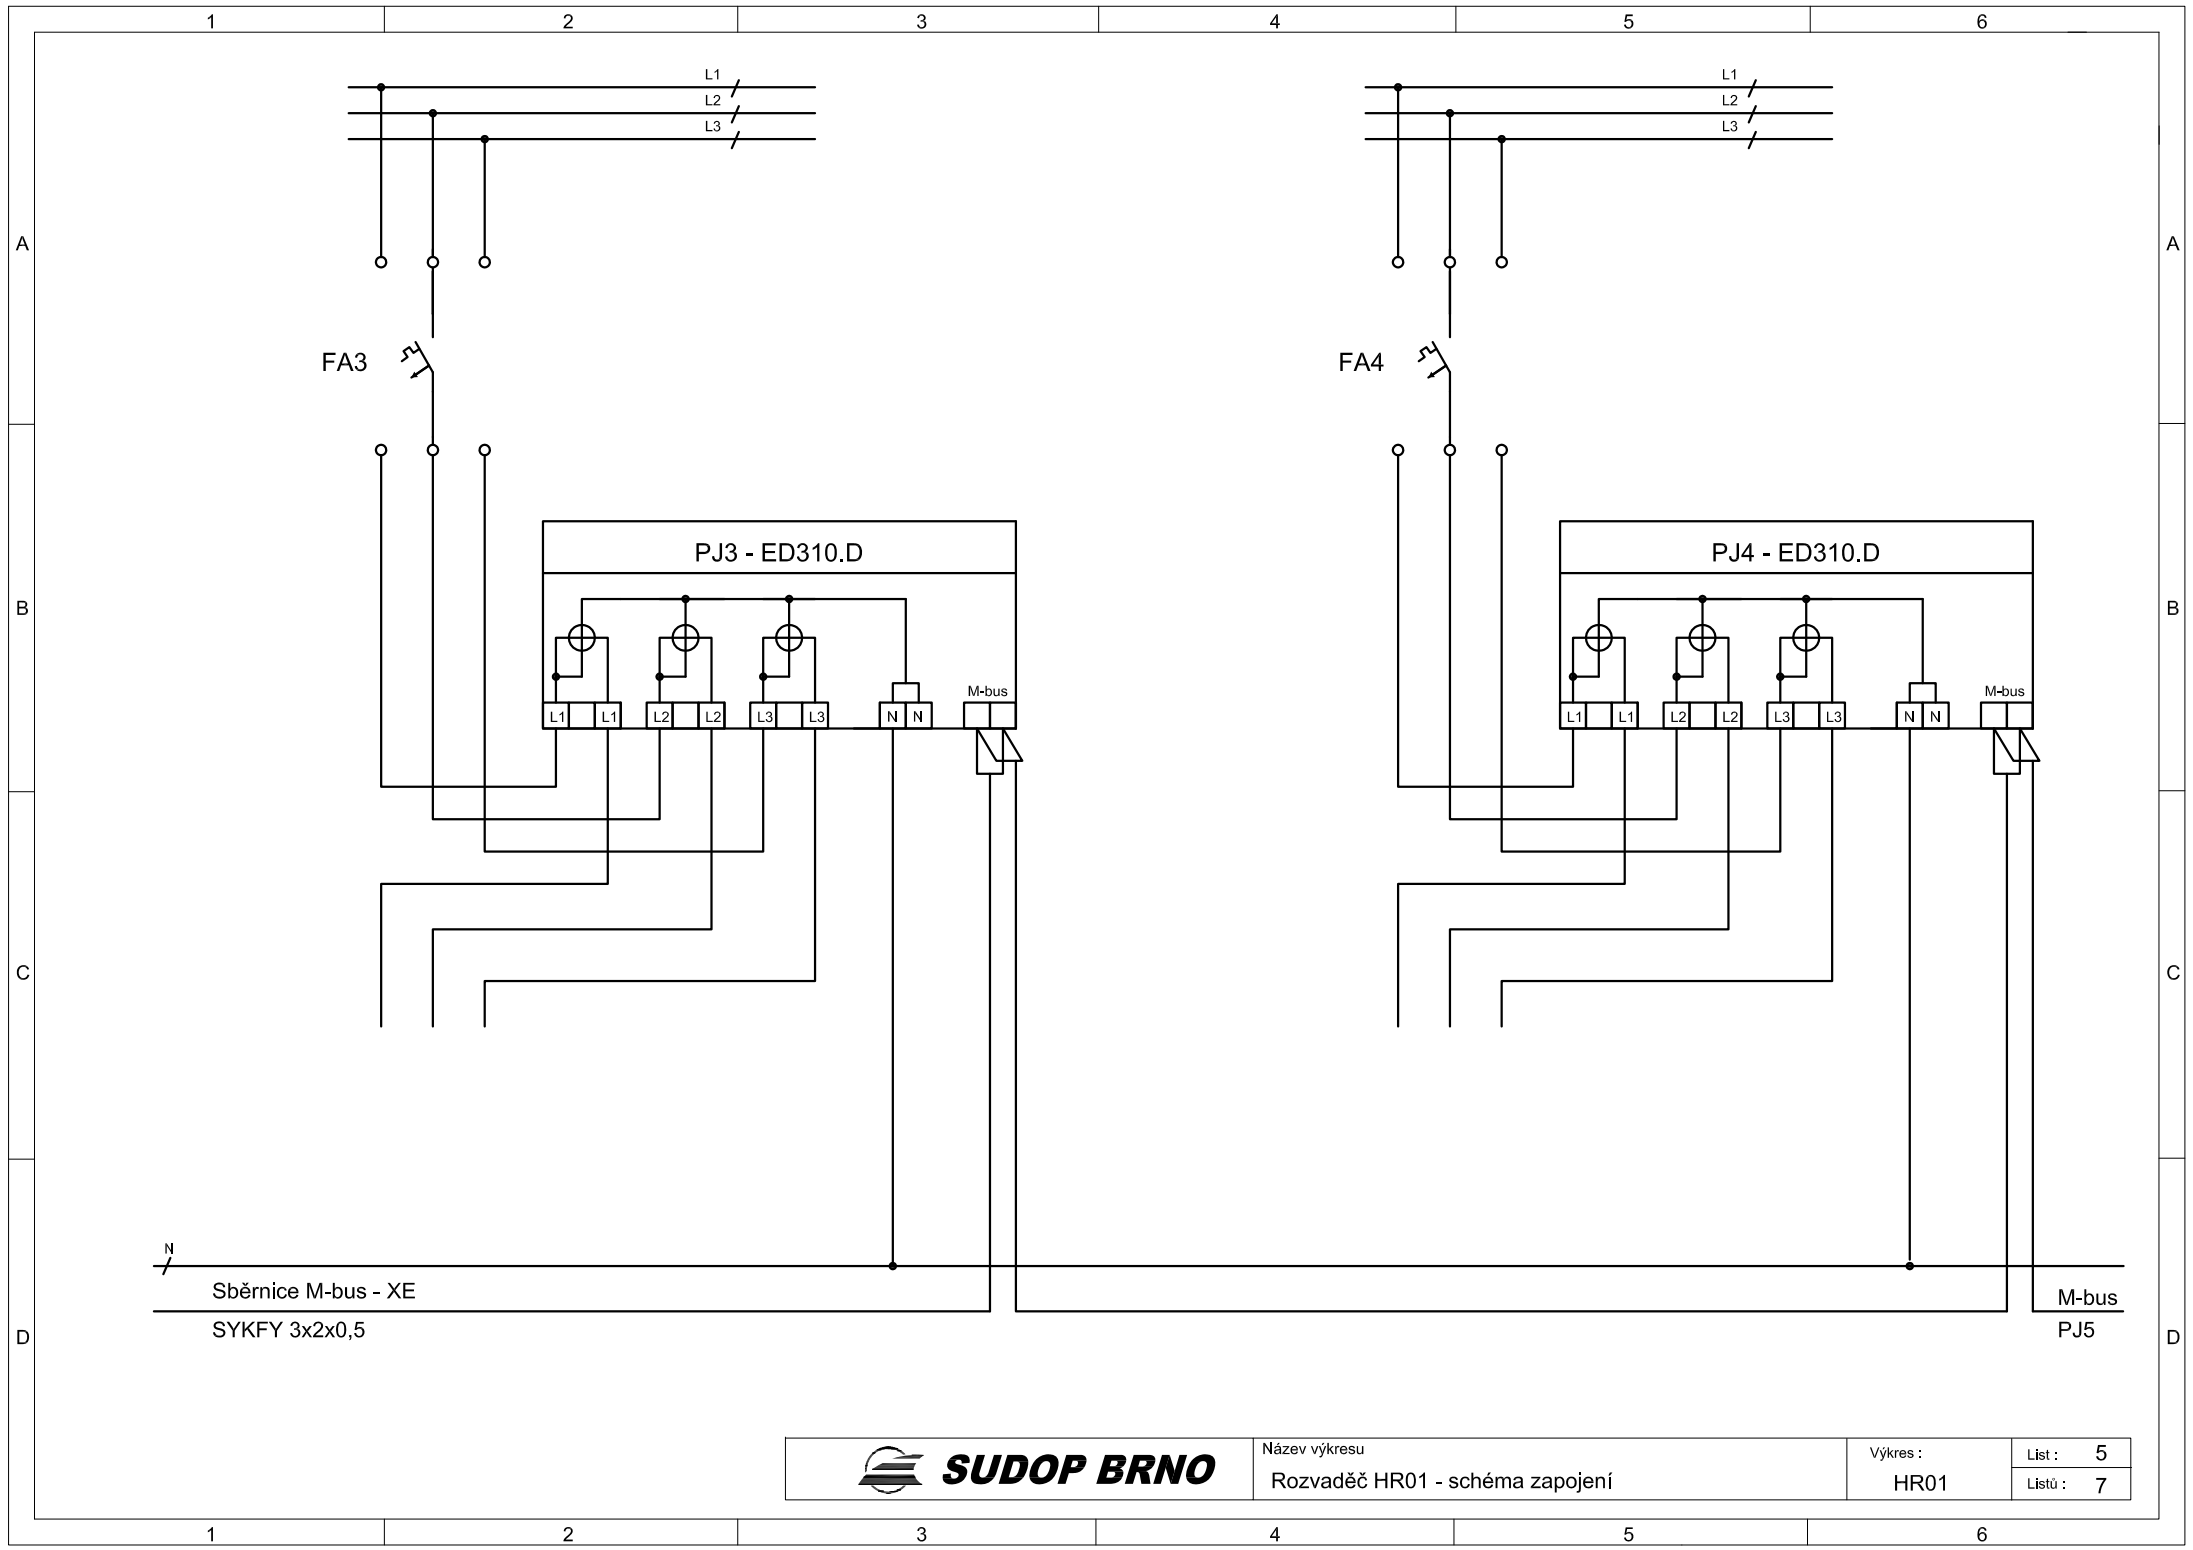 1 2 3 4 5 6
L1 L1
L2 L2
L3 L3
A A
FA3 FA4
PJ3 - ED310.D PJ4 - ED310.D
B B
M-bus M-bus
L1 L1 L2 L2 L3 L3 N N L1 L1 L2 L2 L3 L3 N N
C C
N
Sběrnice M-bus - XE
M-bus
SYKFY 3x2x0,5
PJ5
D D
SUDOP BRNO
Název výkresu
Rozvaděč HR01 - schéma zapojení
Výkres :
HR01
List : 5
Listů : 7
1 2 3 4 5 6